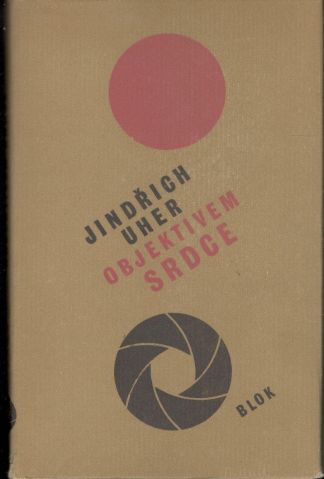 JINDŘICH
UHER
OBJEKTIVEM
SRDCE
BLOK